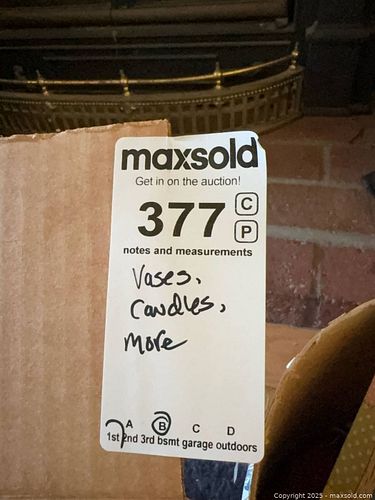 maxsold
Get in on the auction!
377 C
P
notes and measurements
Vases,
Candles,
More
A B C D
1st 2nd 3rd bsmt garage outdoors
Copyright 2025 - maxsold.com